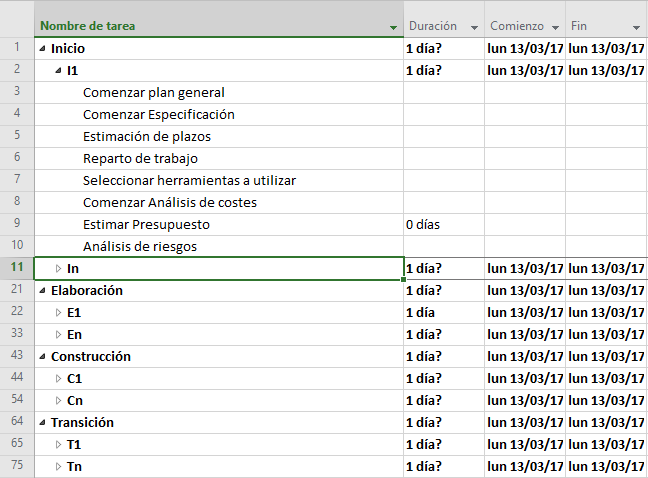 Nombre de tarea Duración Comienzo Fin
1 Inicio 1 día? lun 13/03/17 lun 13/03/17
2 I1 1 día? lun 13/03/17 lun 13/03/17
3 Comenzar plan general
4 Comenzar Especificación
5 Estimación de plazos
6 Reparto de trabajo
7 Seleccionar herramientas a utilizar
8 Comenzar Análisis de costes
9 Estimar Presupuesto 0 días
10 Análisis de riesgos
11 In 1 día? lun 13/03/17 lun 13/03/17
21 Elaboración 1 día? lun 13/03/17 lun 13/03/17
22 E1 1 día lun 13/03/17 lun 13/03/17
33 En 1 día? lun 13/03/17 lun 13/03/17
43 Construcción 1 día? lun 13/03/17 lun 13/03/17
44 C1 1 día? lun 13/03/17 lun 13/03/17
54 Cn 1 día? lun 13/03/17 lun 13/03/17
64 Transición 1 día? lun 13/03/17 lun 13/03/17
65 T1 1 día? lun 13/03/17 lun 13/03/17
75 Tn 1 día? lun 13/03/17 lun 13/03/17